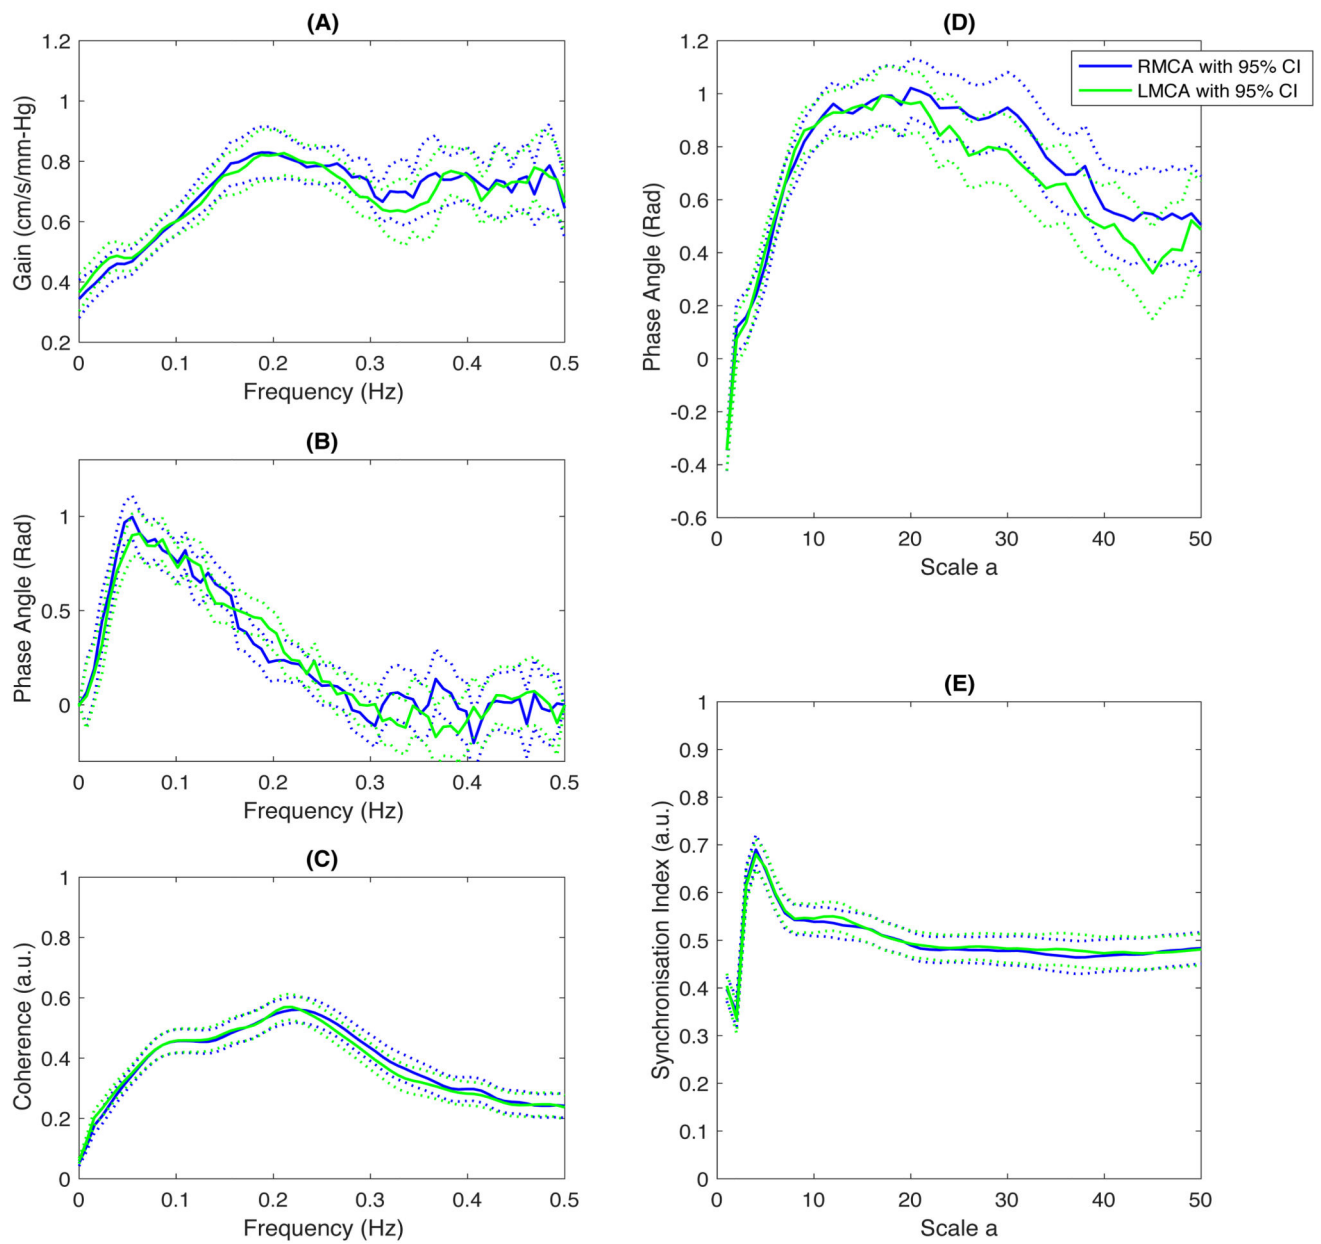 (A)
1.2
1
0.8
0.6
0.4
0.2
Gain (cm/s/mm-Hg)
0 0.1 0.2 0.3 0.4 0.5
Frequency (Hz)
(B)
1
0.5
0
Phase Angle (Rad)
0 0.1 0.2 0.3 0.4 0.5
Frequency (Hz)
(C)
1
0.8
0.6
0.4
0.2
0
Coherence (a.u.)
0 0.1 0.2 0.3 0.4 0.5
Frequency (Hz)
(D)
RMCA with 95% CI
LMCA with 95% CI
1.2
1
0.8
0.6
0.4
0.2
0
-0.2
-0.4
-0.6
Phase Angle (Rad)
0 10 20 30 40 50
Scale a
(E)
1
0.9
0.8
0.7
0.6
0.5
0.4
0.3
0.2
0.1
0
Synchronisation Index (a.u.)
0 10 20 30 40 50
Scale a